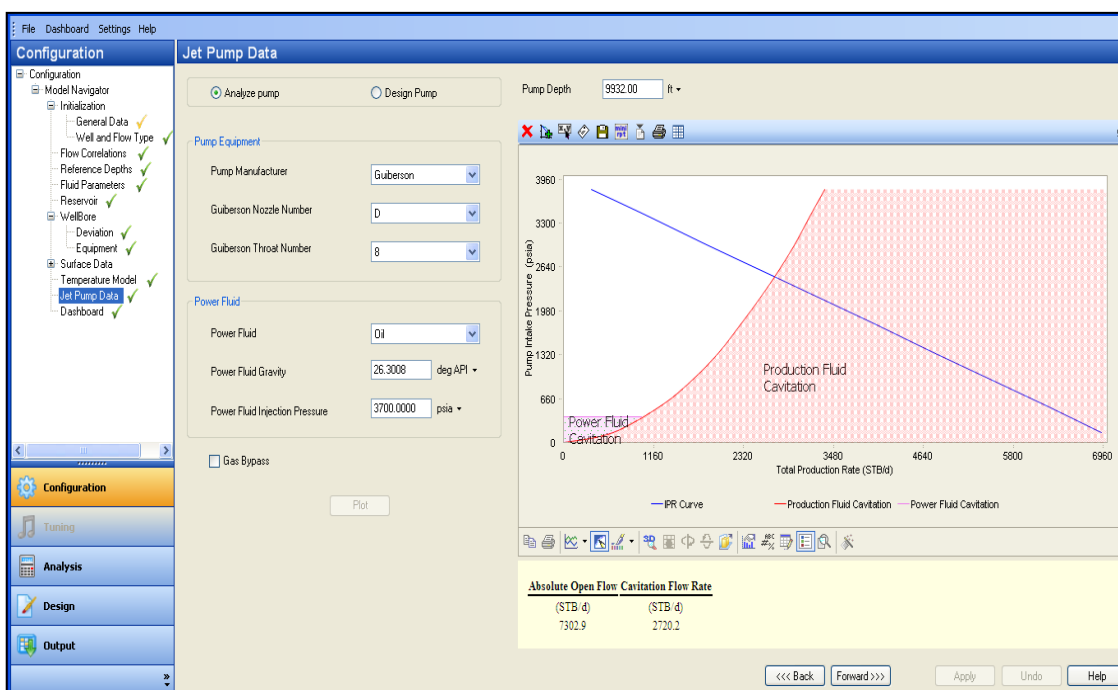 File Dashboard Settings Help
Configuration
Configuration
Model Navigator
Initialization
General Data
Well and Flow Type
Flow Correlations
Reference Depths
Fluid Parameters
Reservoir
WellBore
Deviation
Equipment
Surface Data
Temperature Model
Jet Pump Data
Dashboard
Configuration
Tuning
Analysis
Design
Output
Jet Pump Data
Analyze pump Design Pump
Pump Equipment
Pump Manufacturer Guiberson
Guiberson Nozzle Number D
Guiberson Throat Number 8
Power Fluid
Power Fluid Oil
Power Fluid Gravity 26.3008 deg API
Power Fluid Injection Pressure 3700.0000 psia
Gas Bypass
Plot
Pump Depth 9932.00 ft
Pump Intake Pressure (psia)
3960
3300
2640
1980
1320
660
0
Production Fluid
Cavitation
Power Fluid
Cavitation
0 1160 2320 3480 4640 5800 6960
Total Production Rate (STB/d)
IPR Curve Production Fluid Cavitation Power Fluid Cavitation
3D
ABC
Absolute Open Flow Cavitation Flow Rate
(STB/d) (STB/d)
7302.9 2720.2
<<< Back Forward >>> Apply Undo Help